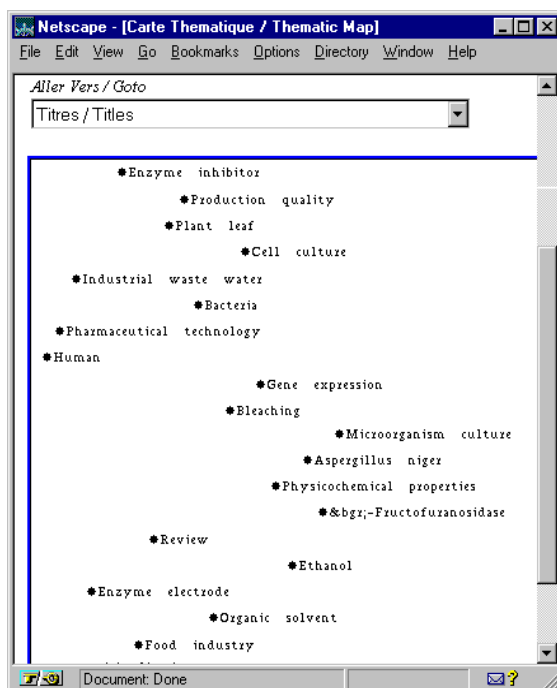 Netscape - [Carte Thematique / Thematic Map]
File Edit View Go Bookmarks Options Directory Window Help
Aller Vers / Goto
Titres / Titles
Enzyme inhibitor
Production quality
Plant leaf
Cell culture
Industrial waste water
Bacteria
Pharmaceutical technology
Human
Gene expression
Bleaching
Microorganism culture
Aspergillus niger
Physicochemical properties
&bgr;-Fructofuranosidase
Review
Ethanol
Enzyme electrode
Organic solvent
Food industry
Document: Done